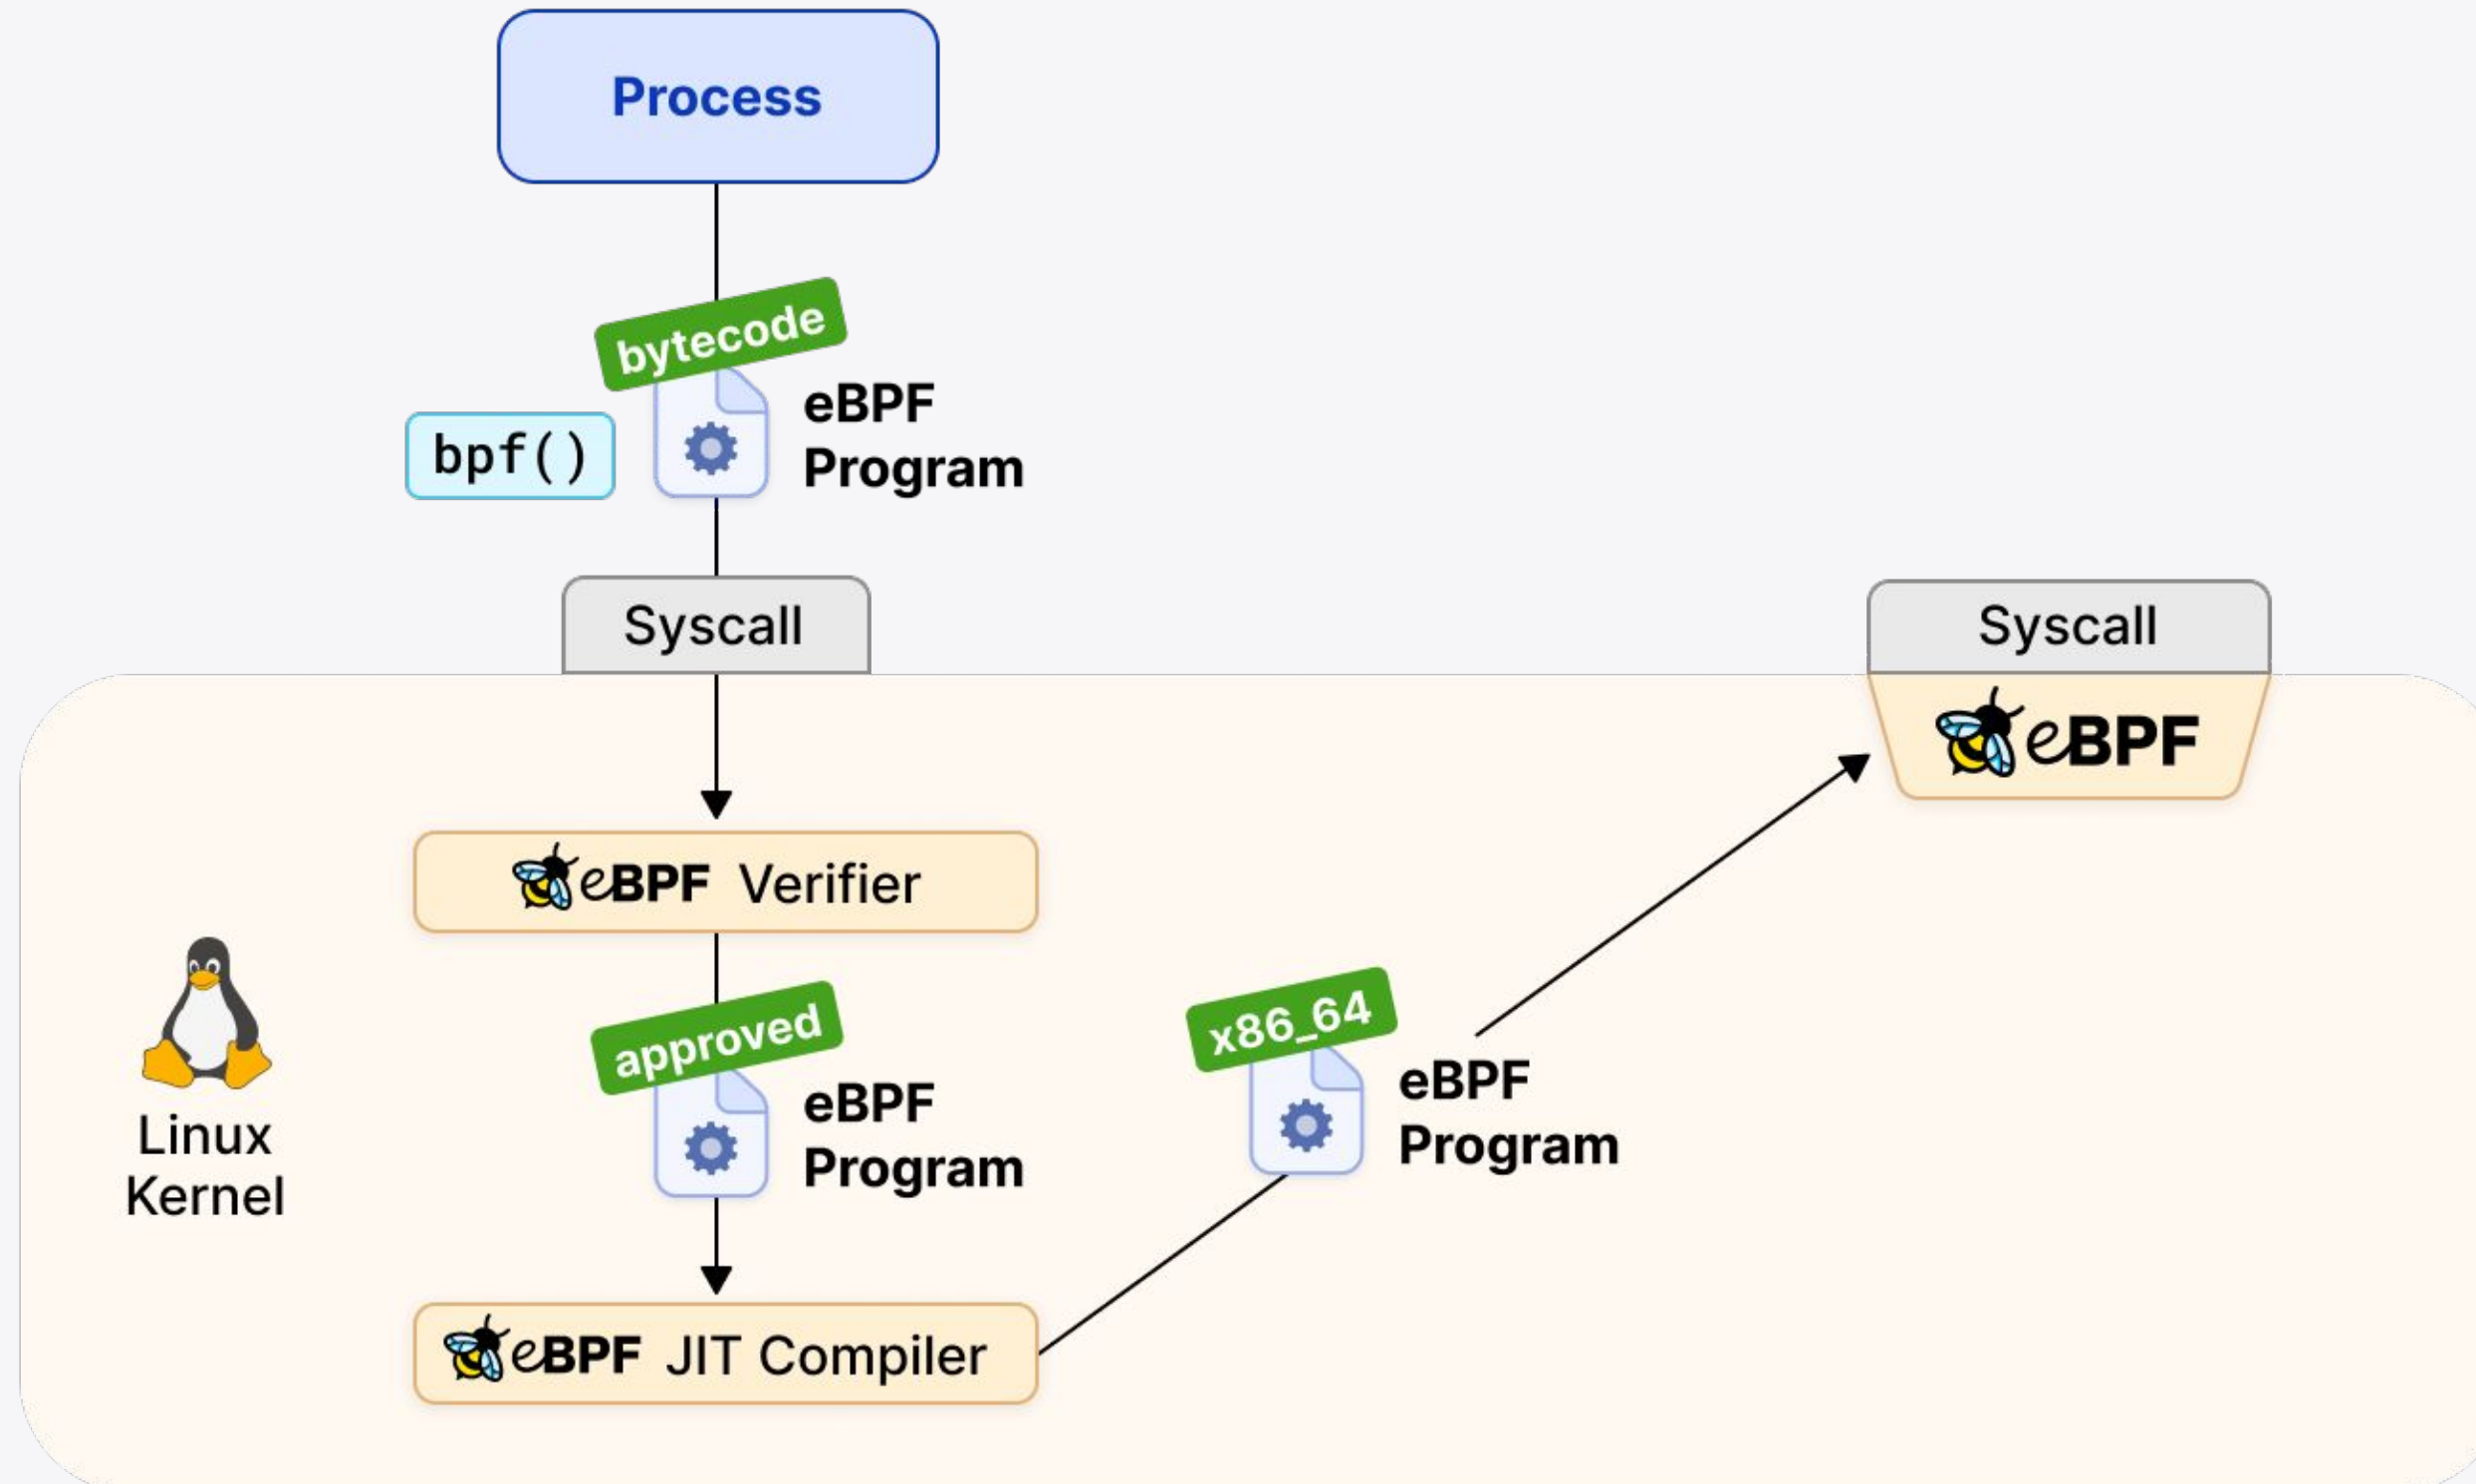 Process
bytecode
eBPF
Program
bpf()
Syscall
Syscall
eBPF
eBPF Verifier
approved
eBPF
Program
x86_64
eBPF
Program
Linux
Kernel
eBPF JIT Compiler